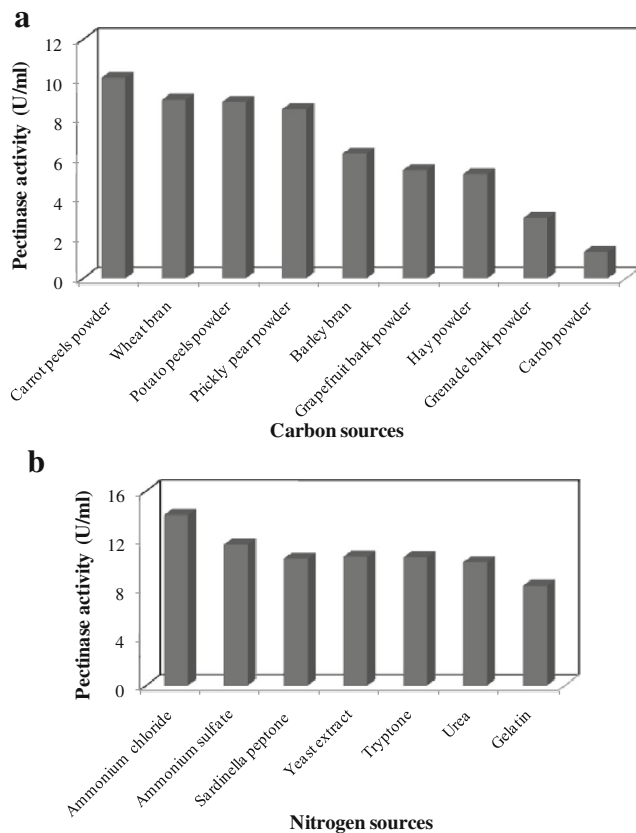 a
Pectinase activity (U/ml)
12
10
8
6
4
2
0
Carrot peels powder
Wheat bran
Potato peels powder
Prickly pear powder
Barley bran
Grapefruit bark powder
Hay powder
Grenade bark powder
Carob powder
Carbon sources
b
Pectinase activity (U/ml)
16
12
8
4
0
Ammonium chloride
Ammonium sulfate
Sardinella peptone
Yeast extract
Tryptone
Urea
Gelatin
Nitrogen sources